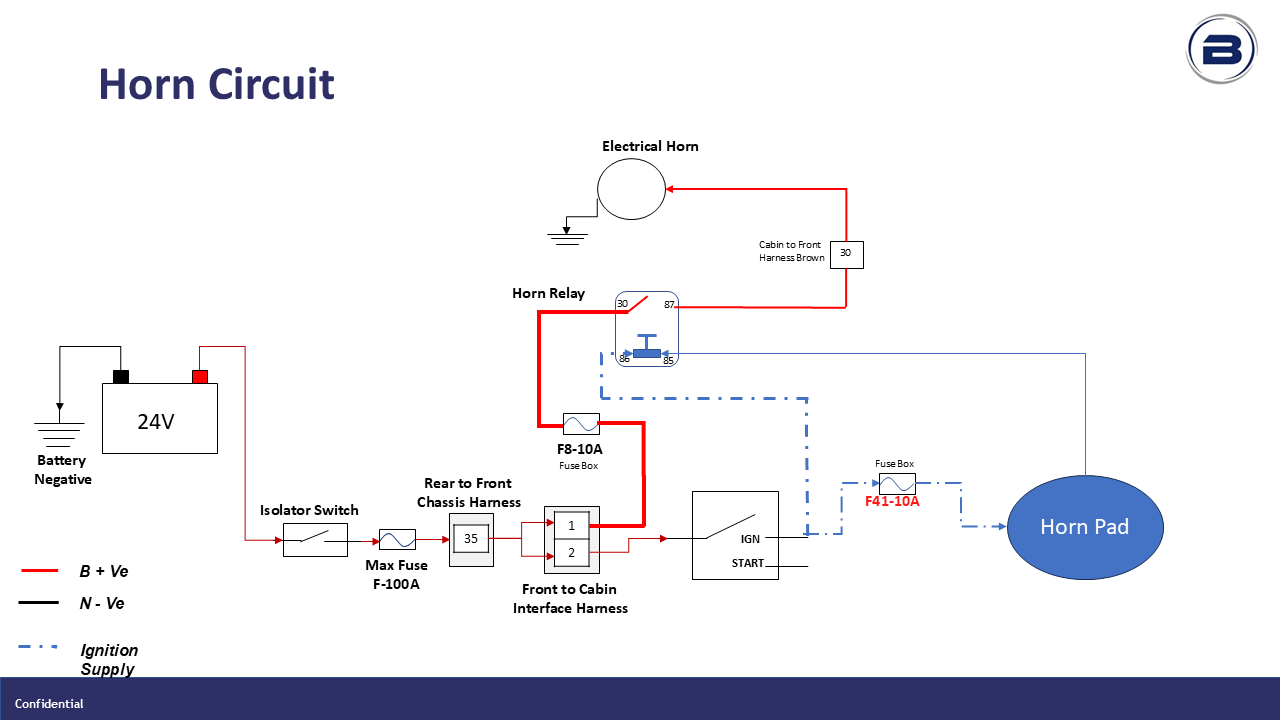 B
Horn Circuit
Electrical Horn
Cabin to Front
Harness Brown
30
Horn Relay
30
87
86
85
24V
Battery
Negative
F8-10A
Fuse Box
Fuse Box
F41-10A
Rear to Front
Chassis Harness
Isolator Switch
35
1
2
IGN
START
Horn Pad
Max Fuse
F-100A
Front to Cabin
Interface Harness
B + Ve
N - Ve
Ignition
Supply
Confidential